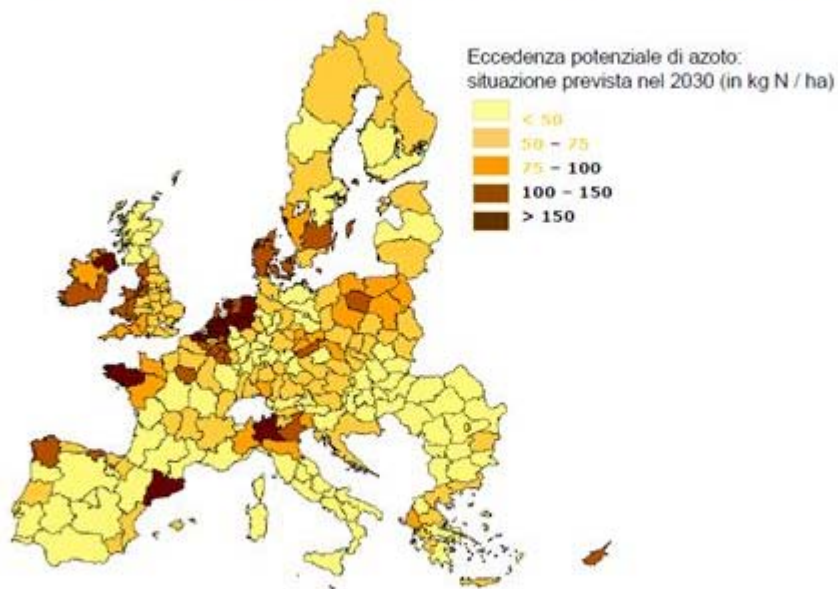 Eccedenza potenziale di azoto:
situazione prevista nel 2030 (in kg N / ha)
< 50
50 – 75
75 – 100
100 – 150
> 150